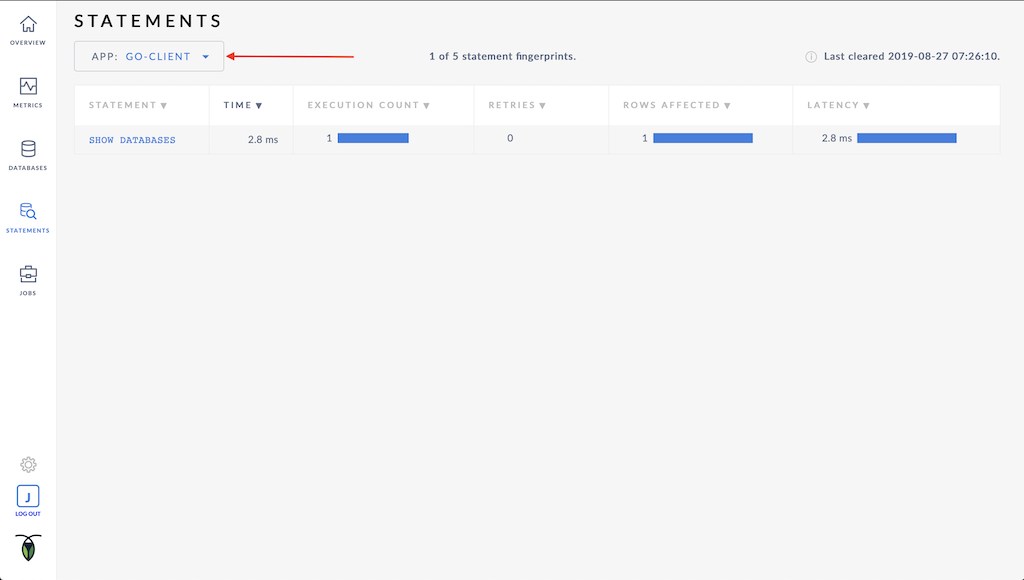 STATEMENTS
APP: GO-CLIENT
1 of 5 statement fingerprints.
Last cleared 2019-08-27 07:26:10.
STATEMENT TIME EXECUTION COUNT RETRIES ROWS AFFECTED LATENCY
SHOW DATABASES 2.8 ms 1 0 1 2.8 ms
OVERVIEW
METRICS
DATABASES
STATEMENTS
JOBS
J
LOG OUT